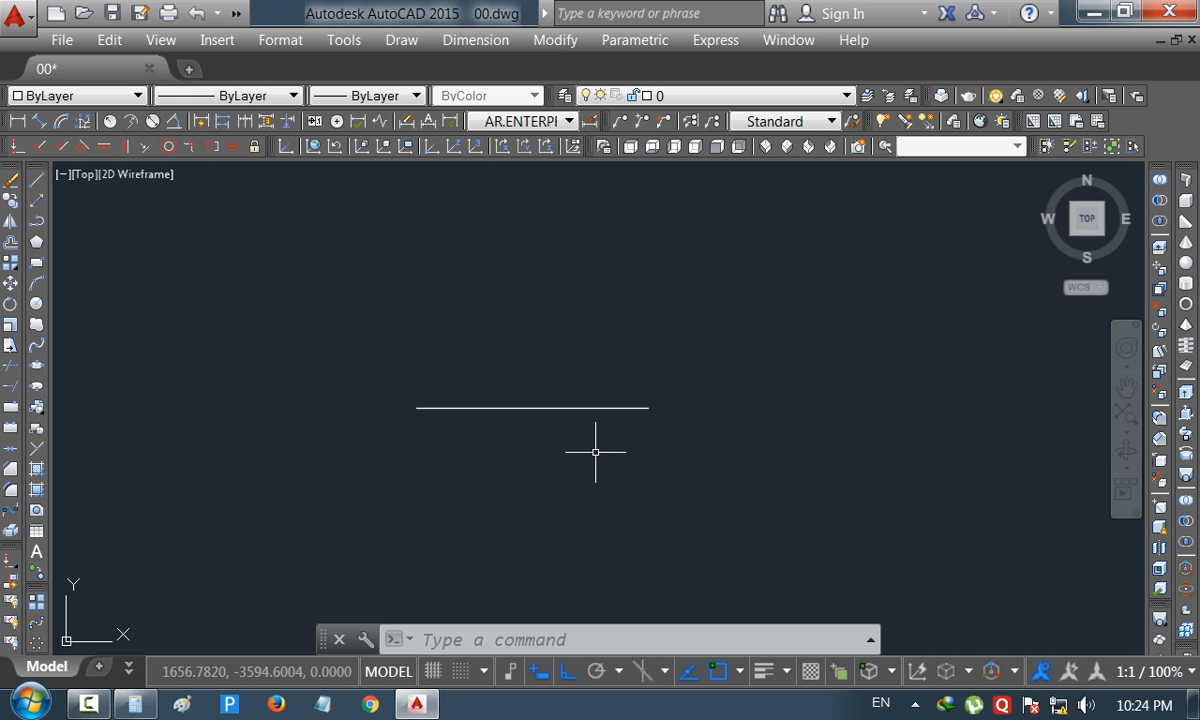 Autodesk AutoCAD 2015 00.dwg Type a keyword or phrase Sign In
File Edit View Insert Format Tools Draw Dimension Modify Parametric Express Window Help
00*
ByLayer ByLayer ByLayer ByColor 0
AR.ENTERPI Standard
[−][Top][2D Wireframe]
N
W TOP E
S
WCS
A
Y
X
Type a command
Model 1656.7820, -3594.6004, 0.0000 MODEL 1:1 / 100%
EN 10:24 PM